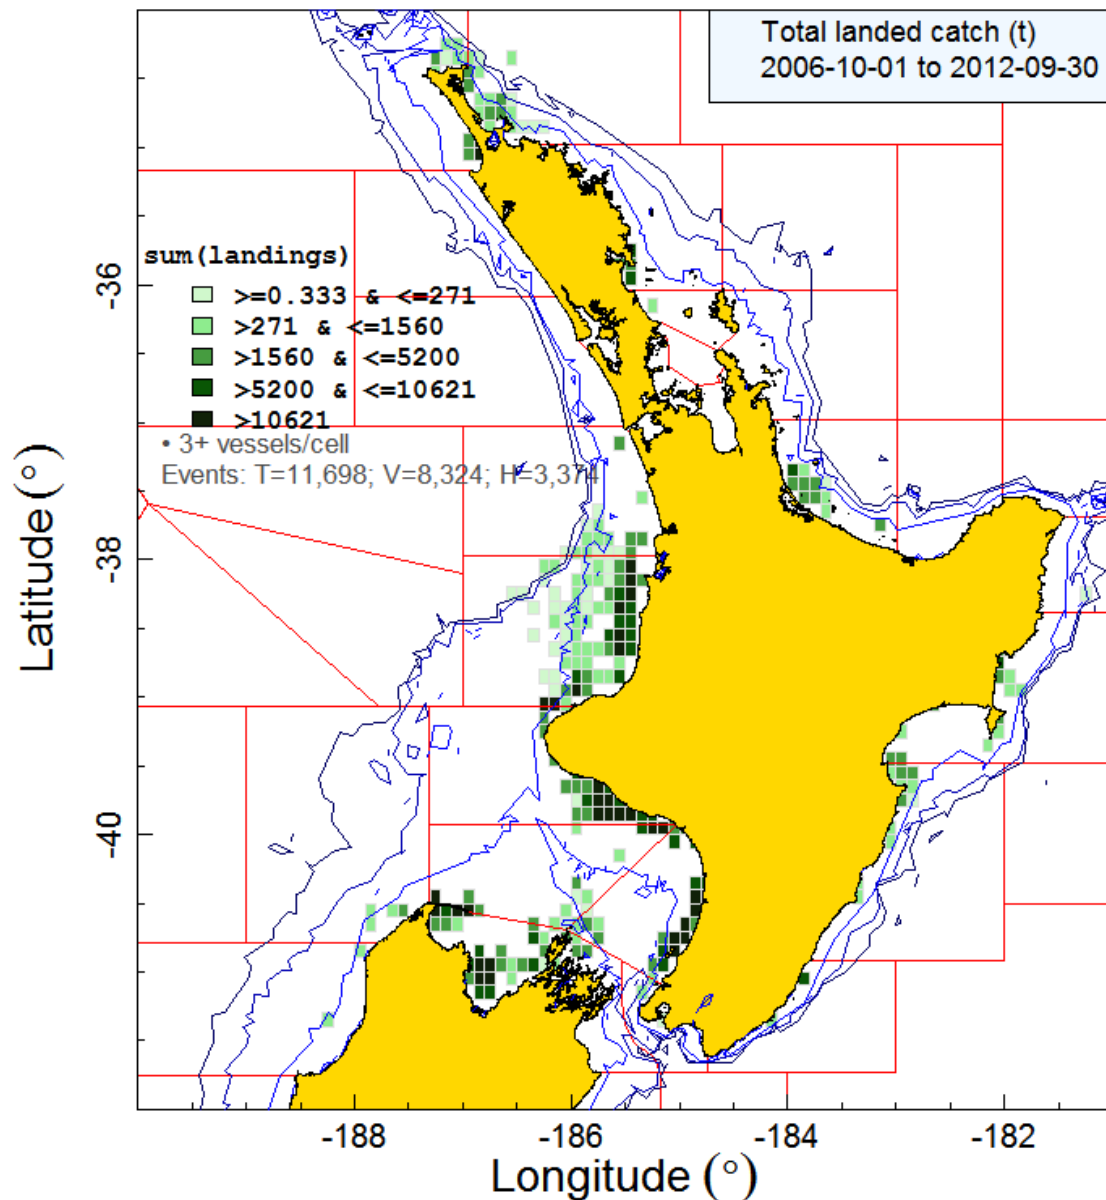 Total landed catch (t)
2006-10-01 to 2012-09-30
sum(landings)
>=0.333 & <=271
>271 & <=1560
>1560 & <=5200
>5200 & <=10621
>10621
• 3+ vessels/cell
Events: T=11,698; V=8,324; H=3,374
-36
-38
-40
Latitude (°)
-188
-186
-184
-182
Longitude (°)